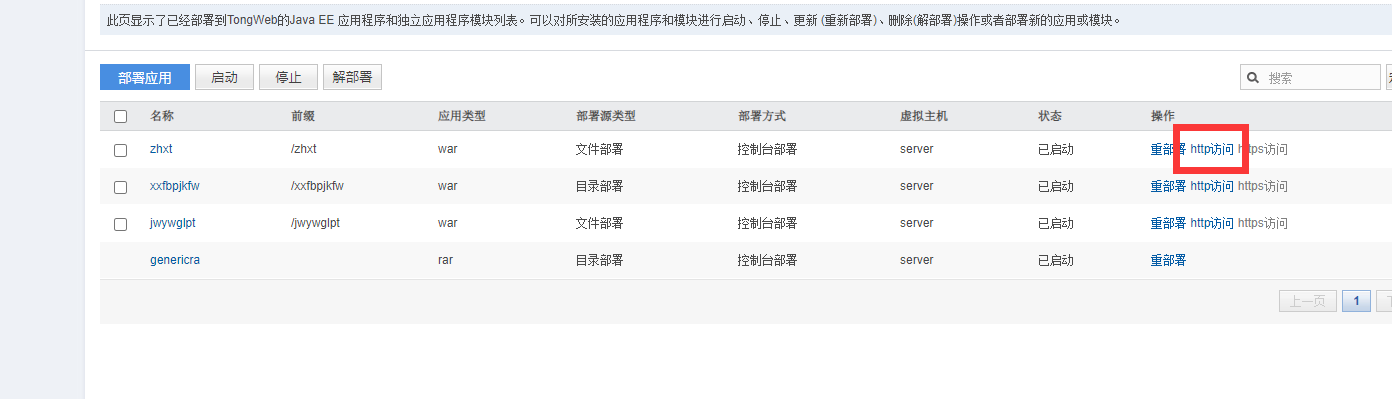 此页显示了已经部署到TongWeb的Java EE 应用程序和独立应用程序模块列表。可以对所安装的应用程序和模块进行启动、停止、更新 (重新部署)、删除(解部署)操作或者部署新的应用或模块。
部署应用 启动 停止 解部署 搜索
名称 前缀 应用类型 部署源类型 部署方式 虚拟主机 状态 操作
zhxt /zhxt war 文件部署 控制台部署 server 已启动 重部署 http访问 https访问
xxfbpjkfw /xxfbpjkfw war 目录部署 控制台部署 server 已启动 重部署 http访问 https访问
jwywglpt /jwywglpt war 文件部署 控制台部署 server 已启动 重部署 http访问 https访问
genericra rar 目录部署 控制台部署 server 已启动 重部署
上一页 1